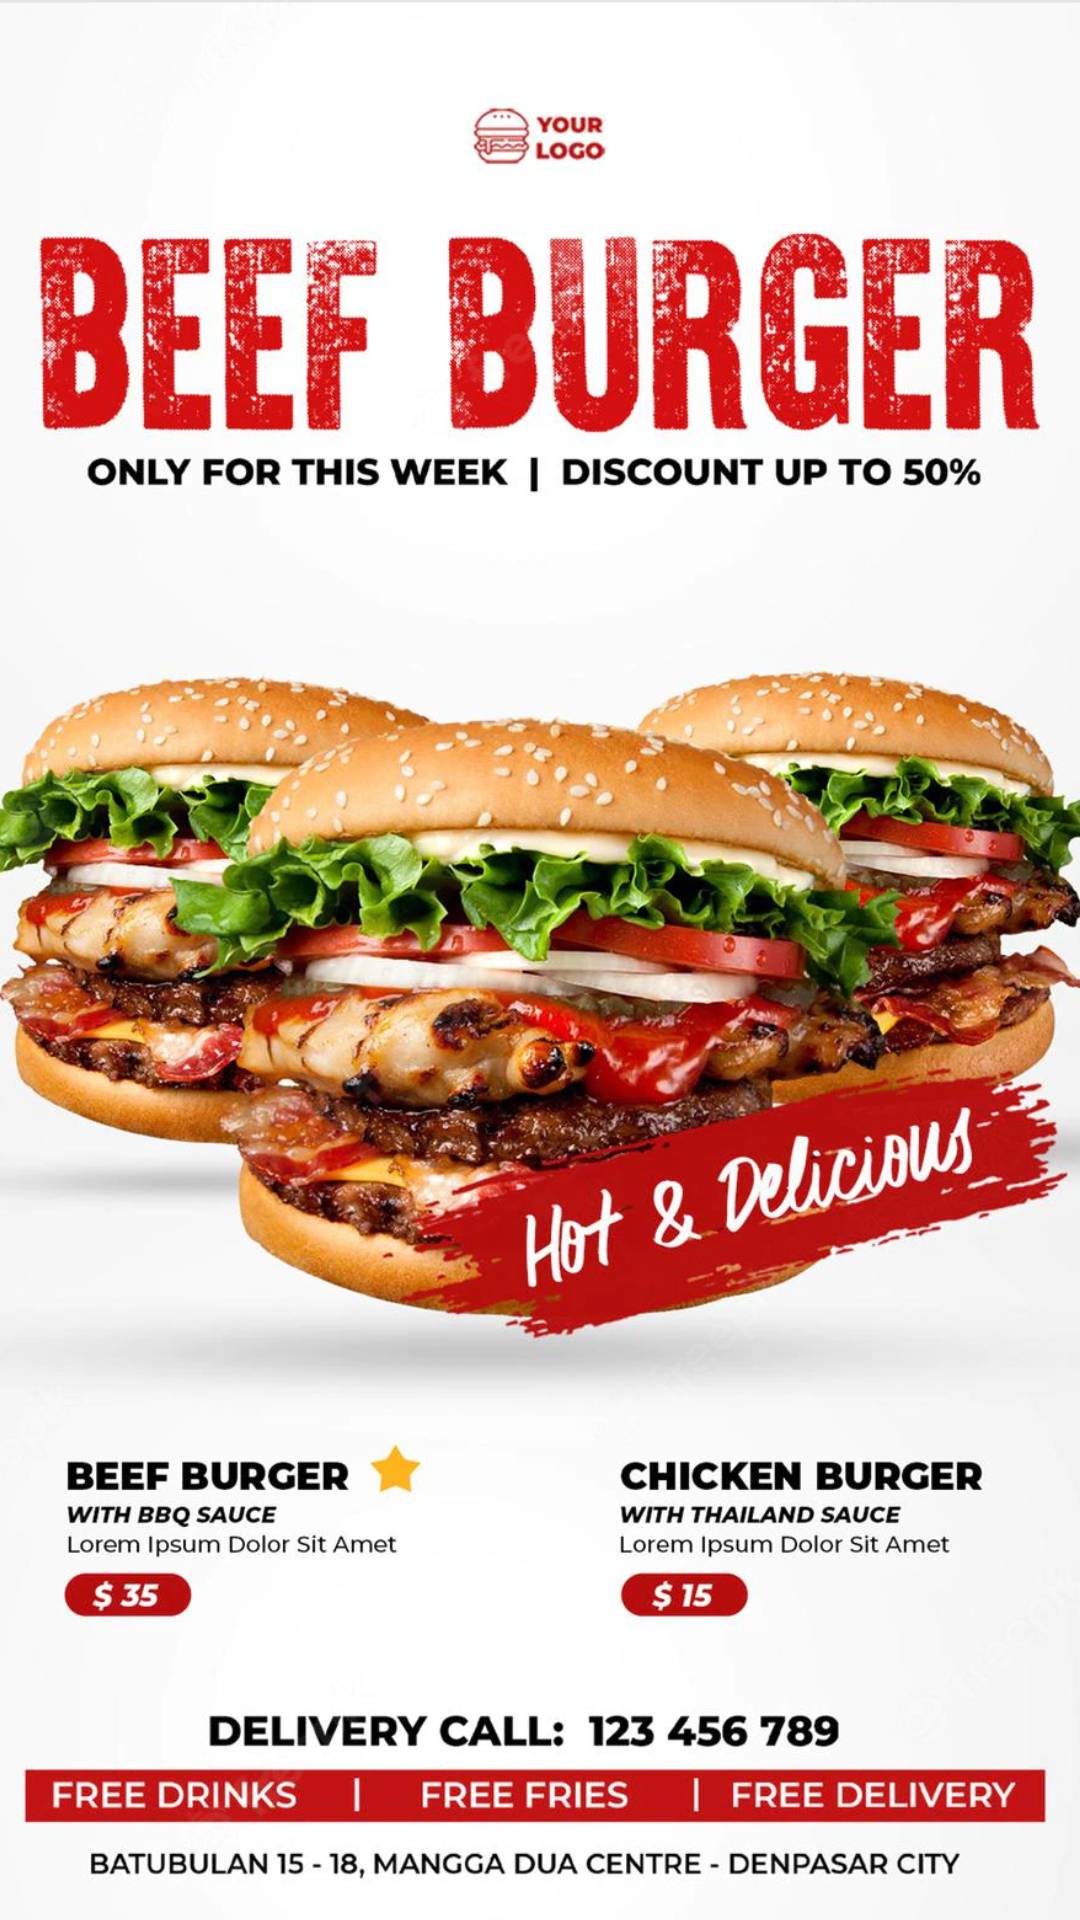 YOUR
LOGO
BEEF BURGER
ONLY FOR THIS WEEK | DISCOUNT UP TO 50%
Hot & Delicious
BEEF BURGER
WITH BBQ SAUCE
Lorem Ipsum Dolor Sit Amet
$ 35
CHICKEN BURGER
WITH THAILAND SAUCE
Lorem Ipsum Dolor Sit Amet
$ 15
DELIVERY CALL: 123 456 789
FREE DRINKS | FREE FRIES | FREE DELIVERY
BATUBULAN 15 - 18, MANGGA DUA CENTRE - DENPASAR CITY